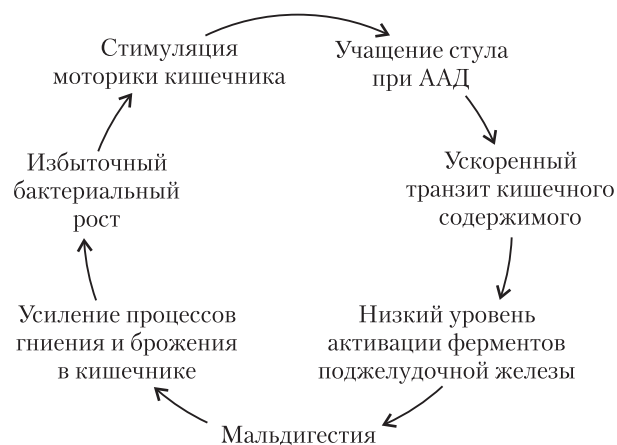 Стимуляция
моторики кишечника
Учащение стула
при ААД
Ускоренный
транзит кишечного
содержимого
Низкий уровень
активации ферментов
поджелудочной железы
Мальдигестия
Усиление процессов
гниения и брожения
в кишечнике
Избыточный
бактериальный
рост